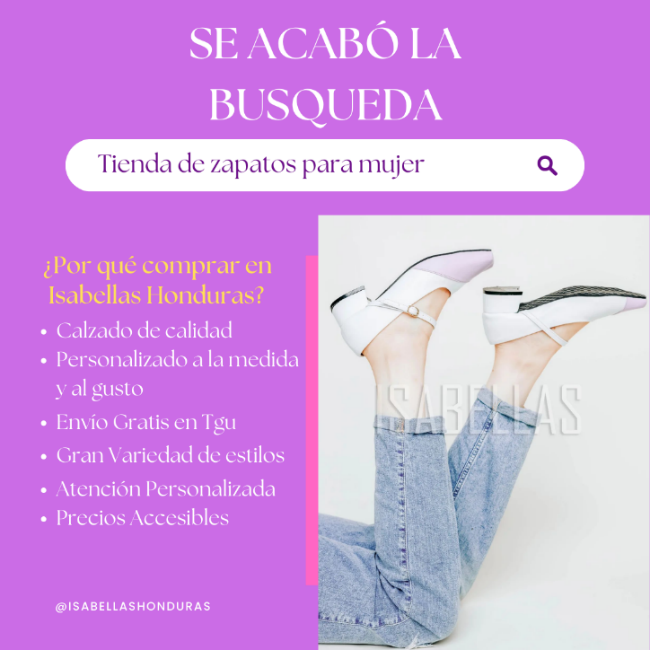 SE ACABÓ LA
BUSQUEDA
Tienda de zapatos para mujer
¿Por qué comprar en
Isabellas Honduras?
• Calzado de calidad
• Personalizado a la medida
y al gusto
• Envío Gratis en Tgu
• Gran Variedad de estilos
• Atención Personalizada
• Precios Accesibles
ISABELLAS
@ISABELLASHONDURAS